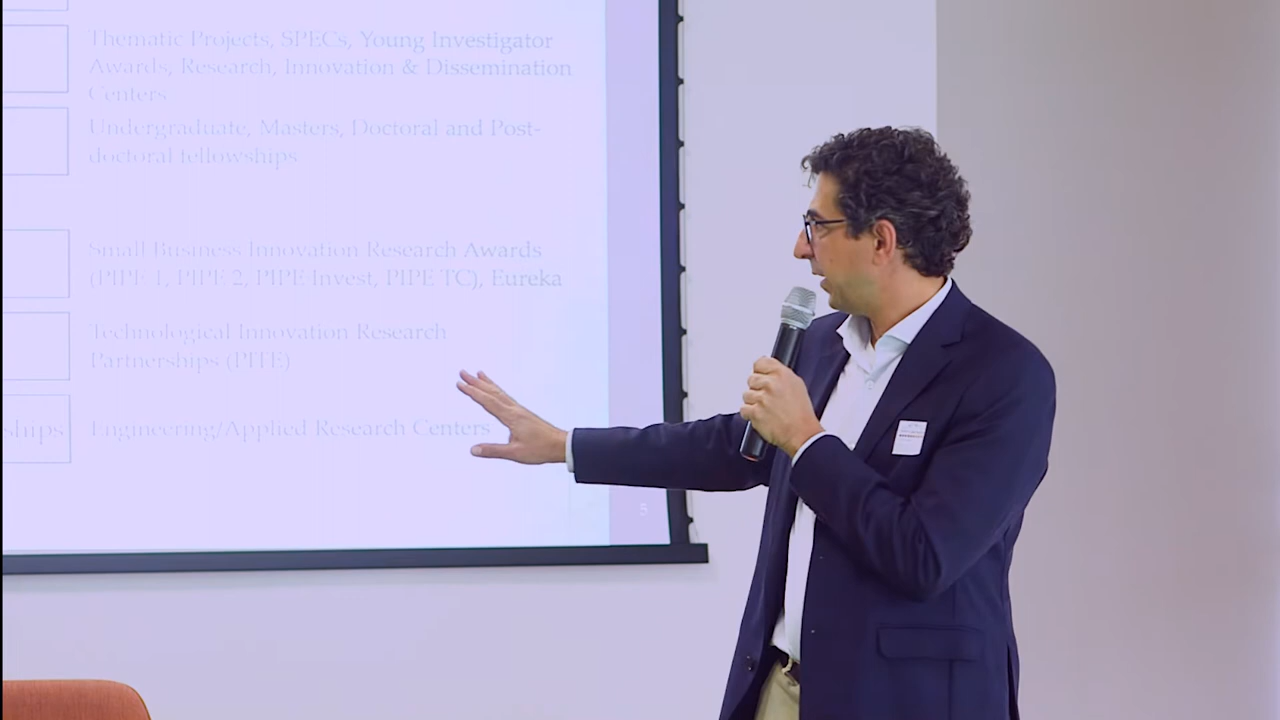 Thematic Projects, SPECs, Young Investigator
Awards, Research, Innovation & Dissemination
Centers
Undergraduate, Masters, Doctoral and Post-
doctoral fellowships
Small Business Innovation Research Awards
(PIPE 1, PIPE 2, PIPE Invest, PIPE TC), Eureka
Technological Innovation Research
Partnerships (PITE)
ships Engineering/Applied Research Centers
5